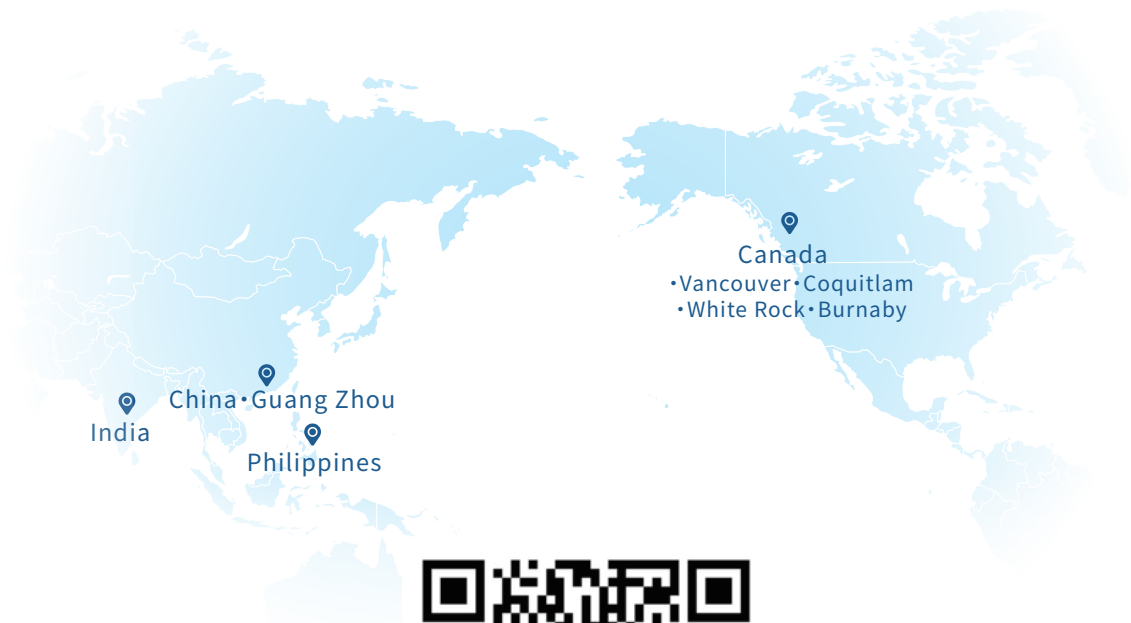 Canada
•Vancouver•Coquitlam
•White Rock•Burnaby
China•Guang Zhou
India
Philippines